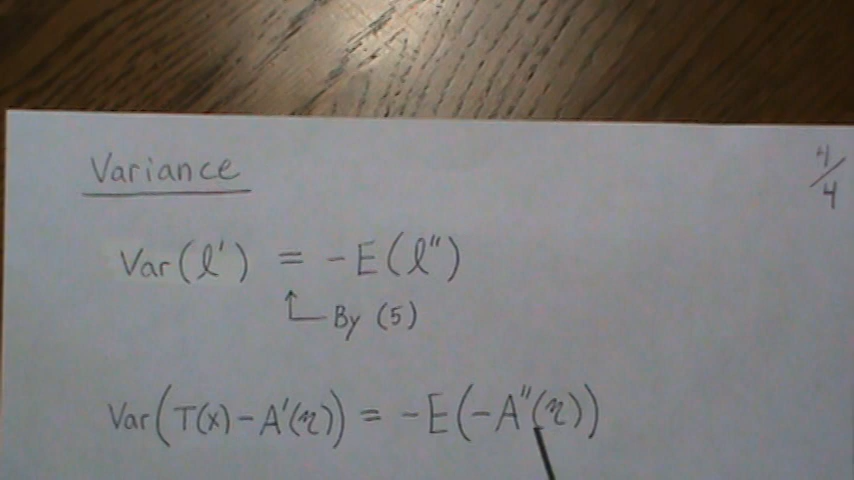 Variance
4/4
Var(l') = -E(l'')
By (5)
Var(T(x) - A'(η)) = -E(-A''(η))